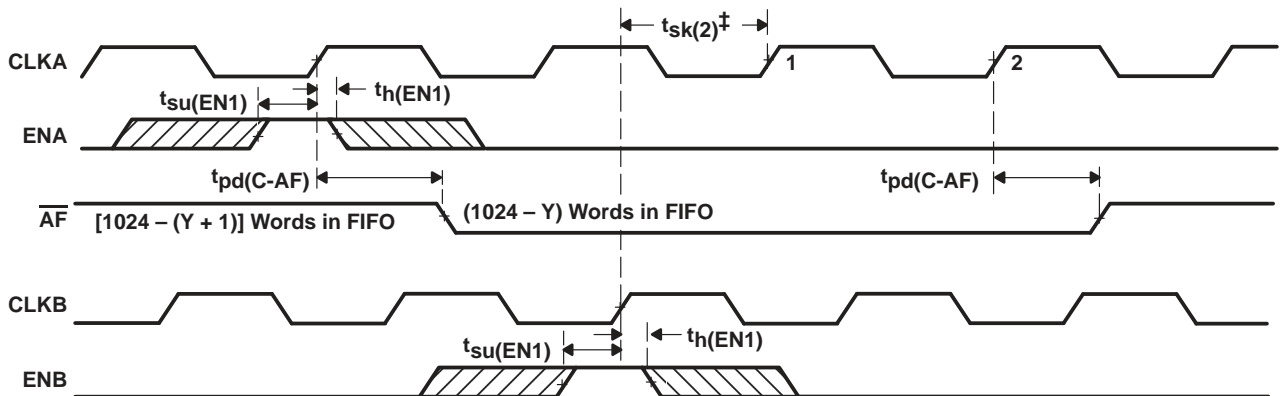 tsk(2)‡
CLKA
1
2
tsu(EN1)
th(EN1)
ENA
tpd(C-AF)
tpd(C-AF)
AF
[1024 – (Y + 1)] Words in FIFO
(1024 – Y) Words in FIFO
CLKB
tsu(EN1)
th(EN1)
ENB